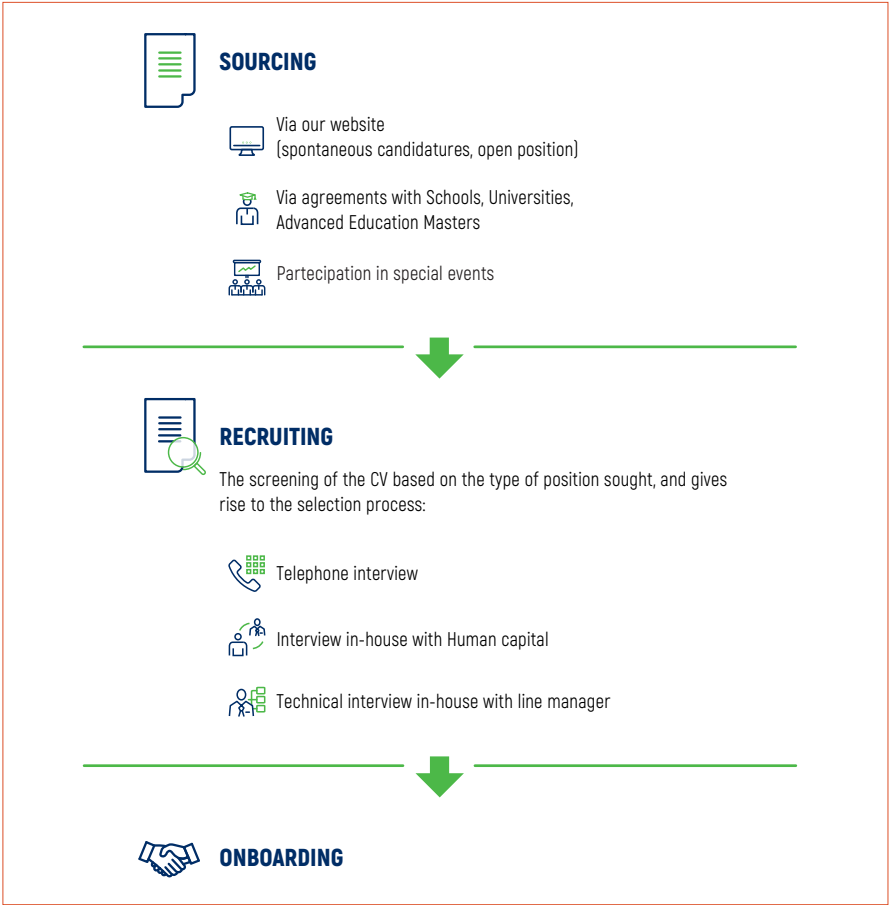 SOURCING
Via our website
(spontaneous candidatures, open position)
Via agreements with Schools, Universities,
Advanced Education Masters
Partecipation in special events
RECRUITING
The screening of the CV based on the type of position sought, and gives
rise to the selection process:
Telephone interview
Interview in-house with Human capital
Technical interview in-house with line manager
ONBOARDING